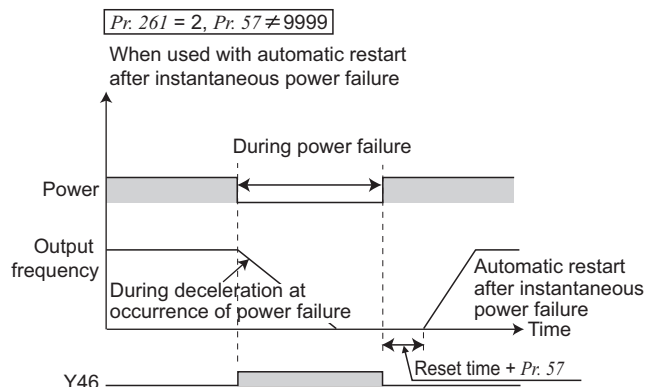 Pr. 261 = 2, Pr. 57 ≠ 9999
When used with automatic restart
after instantaneous power failure
During power failure
Power
Output
frequency
During deceleration at
occurrence of power failure
Automatic restart
after instantaneous
power failure
Time
Reset time + Pr. 57
Y46